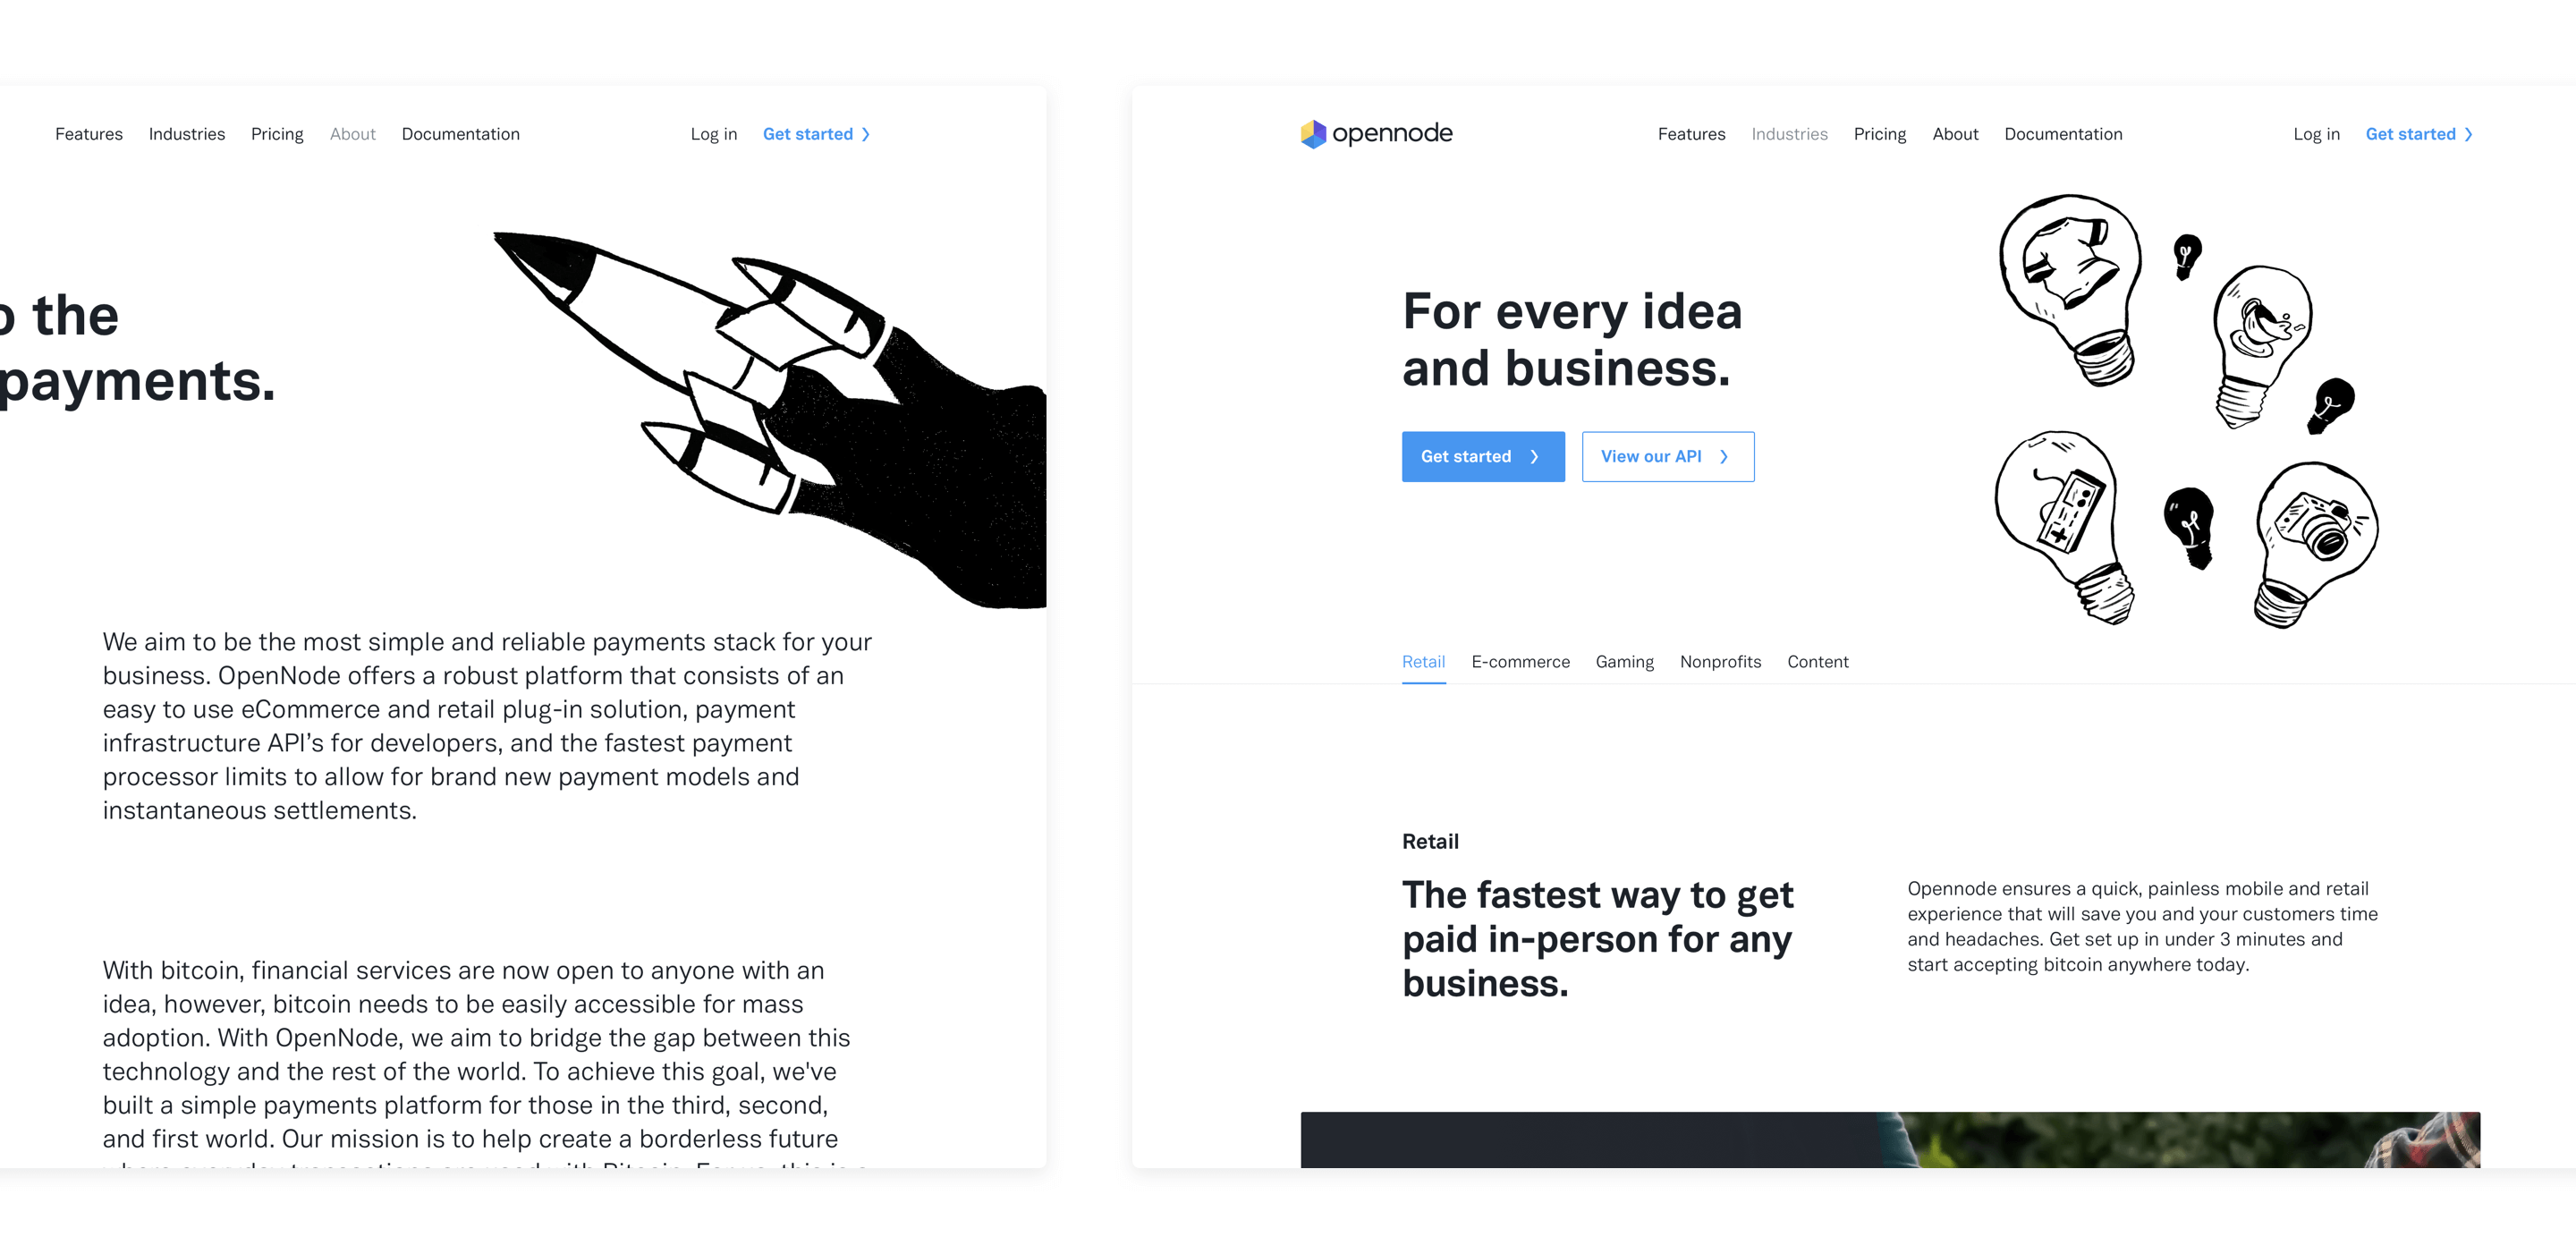 Features Industries Pricing About Documentation Log in Get started
the
payments.
We aim to be the most simple and reliable payments stack for your
business. OpenNode offers a robust platform that consists of an
easy to use eCommerce and retail plug-in solution, payment
infrastructure API’s for developers, and the fastest payment
processor limits to allow for brand new payment models and
instantaneous settlements.
With bitcoin, financial services are now open to anyone with an
idea, however, bitcoin needs to be easily accessible for mass
adoption. With OpenNode, we aim to bridge the gap between this
technology and the rest of the world. To achieve this goal, we've
built a simple payments platform for those in the third, second,
and first world. Our mission is to help create a borderless future
opennode Features Industries Pricing About Documentation Log in Get started
For every idea
and business.
Get started View our API
Retail E-commerce Gaming Nonprofits Content
Retail
The fastest way to get
paid in-person for any
business.
Opennode ensures a quick, painless mobile and retail
experience that will save you and your customers time
and headaches. Get set up in under 3 minutes and
start accepting bitcoin anywhere today.